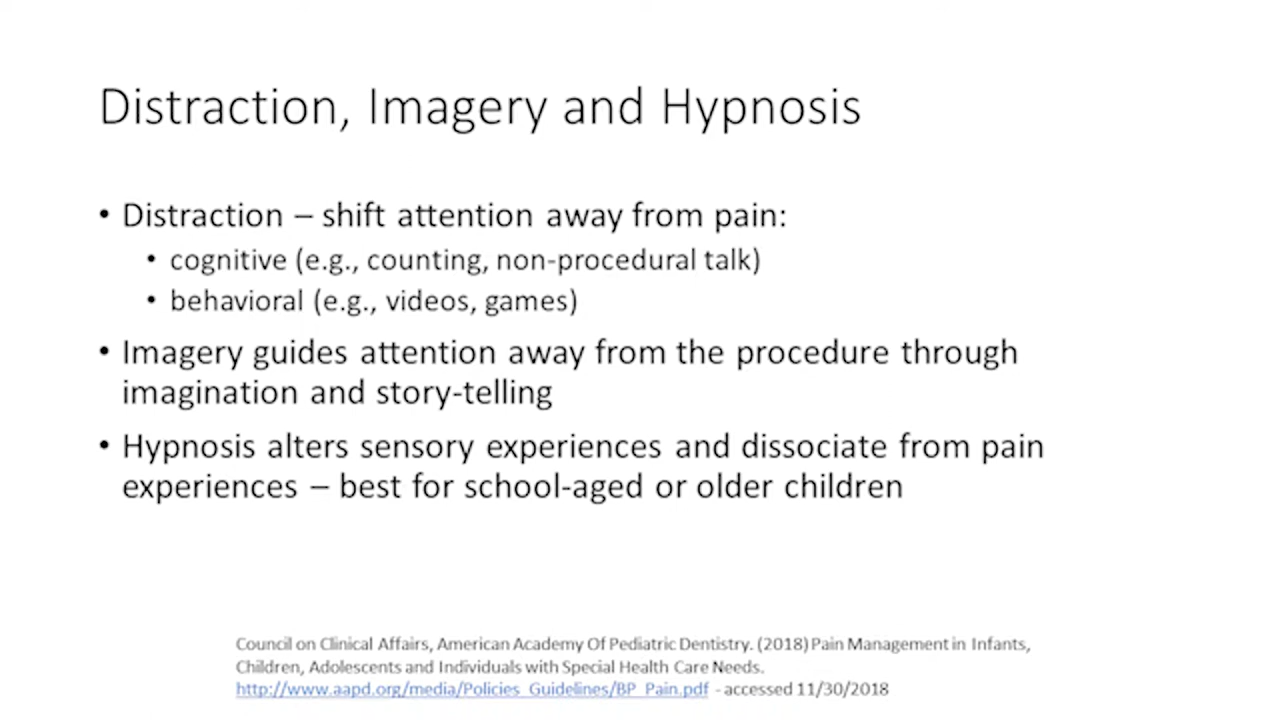 Distraction, Imagery and Hypnosis
• Distraction – shift attention away from pain:
• cognitive (e.g., counting, non-procedural talk)
• behavioral (e.g., videos, games)
• Imagery guides attention away from the procedure through
imagination and story-telling
• Hypnosis alters sensory experiences and dissociate from pain
experiences – best for school-aged or older children
Council on Clinical Affairs, American Academy Of Pediatric Dentistry. (2018) Pain Management in Infants,
Children, Adolescents and Individuals with Special Health Care Needs.
http://www.aapd.org/media/Policies_Guidelines/BP_Pain.pdf - accessed 11/30/2018